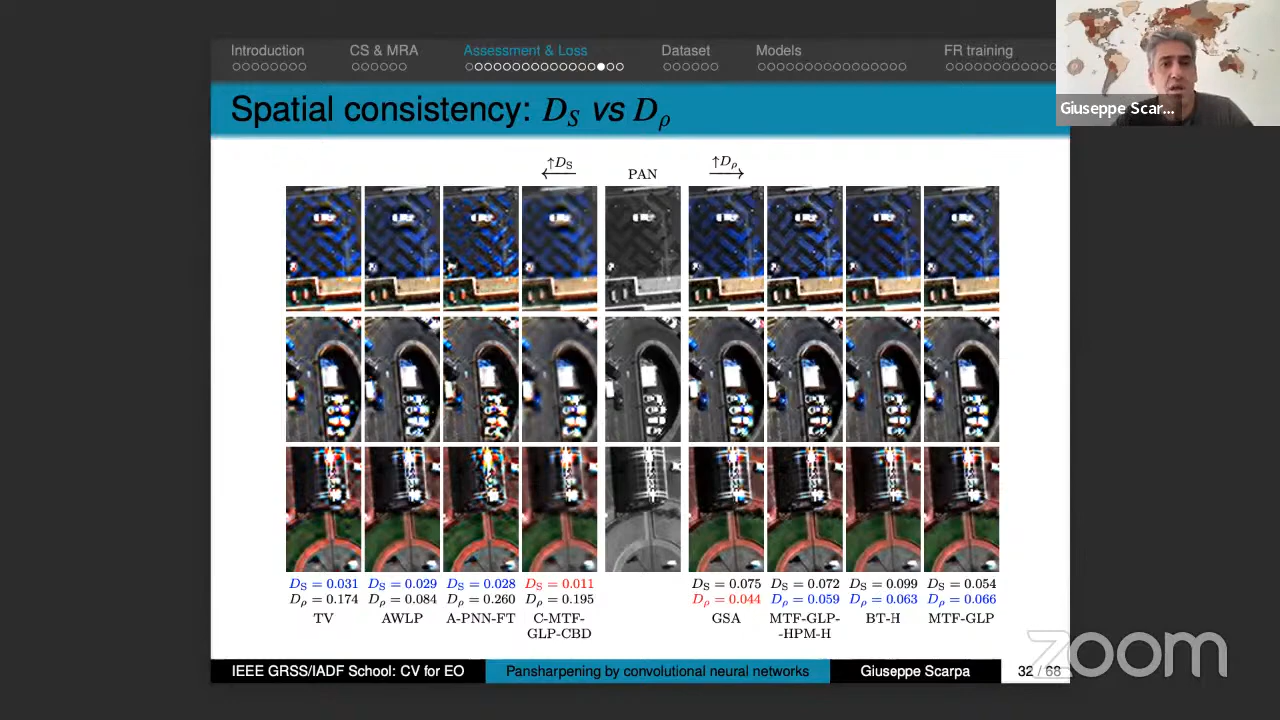 Introduction CS & MRA Assessment & Loss Dataset Models FR training
Giuseppe Scar...
Spatial consistency: D_S vs D_ρ
↑D_S PAN ↑D_ρ
D_S = 0.031 D_S = 0.029 D_S = 0.028 D_S = 0.011 D_S = 0.075 D_S = 0.072 D_S = 0.099 D_S = 0.054
D_ρ = 0.174 D_ρ = 0.084 D_ρ = 0.260 D_ρ = 0.195 D_ρ = 0.044 D_ρ = 0.059 D_ρ = 0.063 D_ρ = 0.066
TV AWLP A-PNN-FT C-MTF- GSA MTF-GLP- BT-H MTF-GLP
GLP-CBD -HPM-H
IEEE GRSS/IADF School: CV for EO Pansharpening by convolutional neural networks Giuseppe Scarpa 32 / 68
zoom